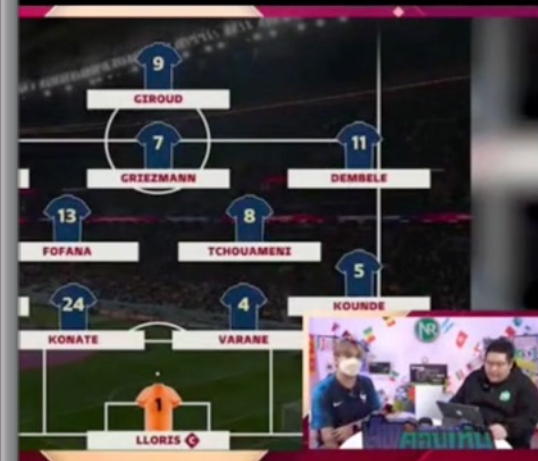 9
GIROUD
7
GRIEZMANN
11
DEMBELE
13
FOFANA
8
TCHOUAMENI
5
KOUNDE
24
KONATE
4
VARANE
1
LLORIS C
NR